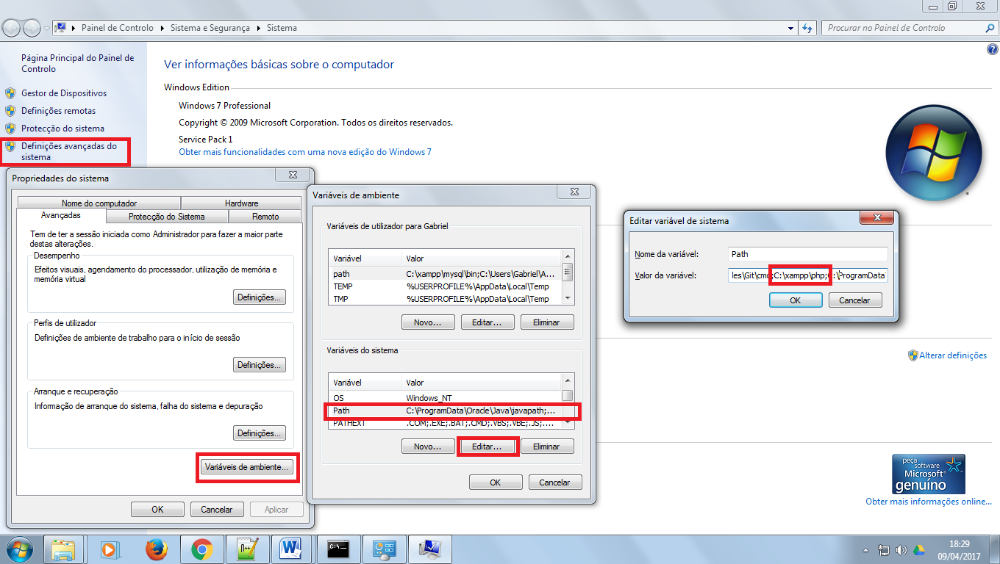 Painel de Controlo
Sistema e Segurança
Sistema
Procurar no Painel de Controlo
Página Principal do Painel de
Controlo
Gestor de Dispositivos
Definições remotas
Protecção do sistema
Definições avançadas do
sistema
Ver informações básicas sobre o computador
Windows Edition
Windows 7 Professional
Copyright © 2009 Microsoft Corporation. Todos os direitos reservados.
Service Pack 1
Obter mais funcionalidades com uma nova edição do Windows 7
Propriedades do sistema
Nome do computador
Hardware
Avançadas
Protecção do Sistema
Remoto
Tem de ter a sessão iniciada como Administrador para fazer a maior parte
destas alterações.
Desempenho
Efeitos visuais, agendamento do processador, utilização de memória e
memória virtual
Definições...
Perfis de utilizador
Definições de ambiente de trabalho para o início de sessão
Definições...
Arranque e recuperação
Informação de arranque do sistema, falha do sistema e depuração
Definições...
Variáveis de ambiente...
OK
Cancelar
Aplicar
Variáveis de ambiente
Variáveis de utilizador para Gabriel
Variável Valor
path C:\xampp\mysql\bin;C:\Users\Gabriel\A...
TEMP %USERPROFILE%\AppData\Local\Temp
TMP %USERPROFILE%\AppData\Local\Temp
Novo...
Editar...
Eliminar
Variáveis do sistema
Variável Valor
OS Windows_NT
Path C:\ProgramData\Oracle\Java\javapath;...
PATHEXT .COM;.EXE;.BAT;.CMD;.VBS;.VBE;.JS;....
Novo...
Editar...
Eliminar
OK
Cancelar
Editar variável de sistema
Nome da variável: Path
Valor da variável: les\Git\cmd;C:\xampp\php;C:\ProgramData\
OK
Cancelar
Alterar definições
peça
software
Microsoft
genuíno
Obter mais informações online...
18:29
09/04/2017